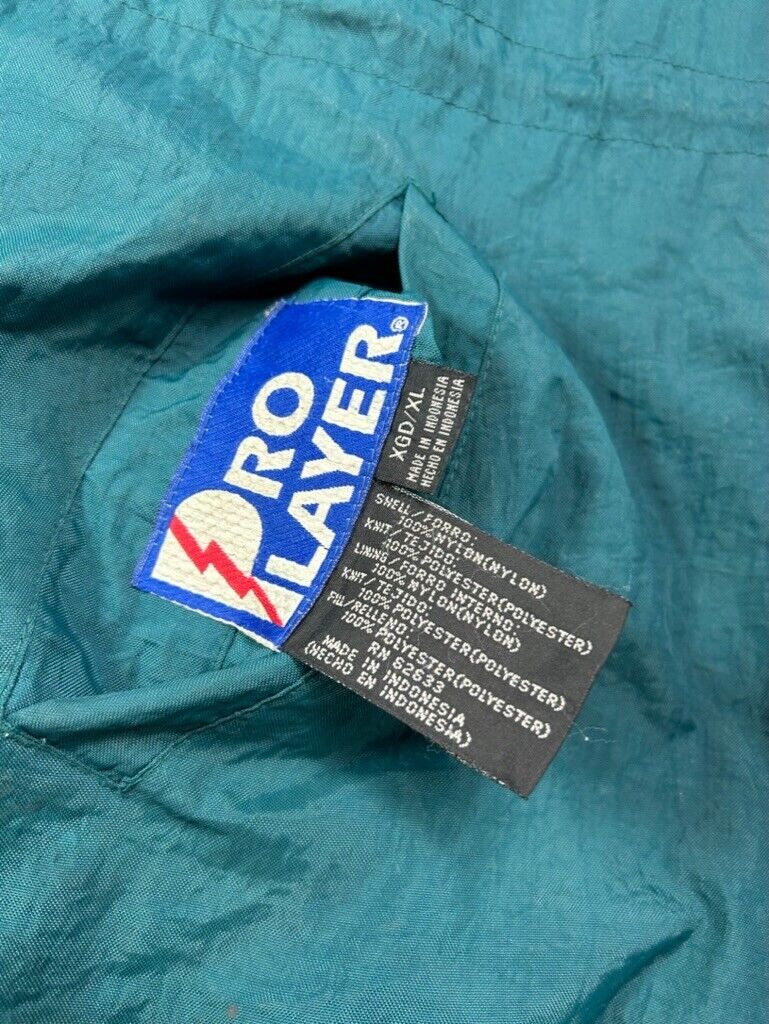 PRO
PLAYER®
XGD/XL
MADE IN INDONESIA
HECHO EN INDONESIA
SHELL/FORRO.
100%NYLON(NYLON)
KNIT/TEJIDO.
100%POLYESTER(POLYESTER)
LINING/FORRO INTERNO.
100%NYLON(NYLON)
KNIT/TEJIDO.
100%POLYESTER(POLYESTER)
FILL/RELLENO.
100%POLYESTER(POLYESTER)
RN 62633
MADE IN INDONESIA
(HECHO EN INDONESIA)